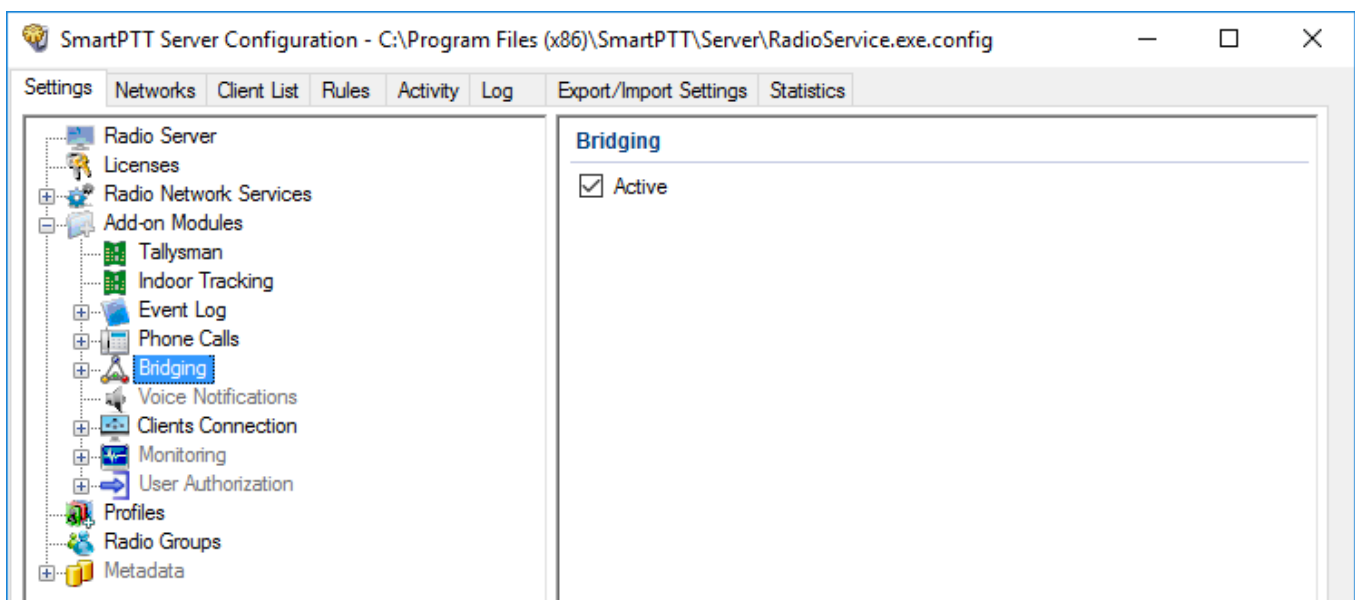 SmartPTT Server Configuration - C:\Program Files (x86)\SmartPTT\Server\RadioService.exe.config
Settings Networks Client List Rules Activity Log Export/Import Settings Statistics
Radio Server
Licenses
Radio Network Services
Add-on Modules
Tallysman
Indoor Tracking
Event Log
Phone Calls
Bridging
Voice Notifications
Clients Connection
Monitoring
User Authorization
Profiles
Radio Groups
Metadata
Bridging
Active